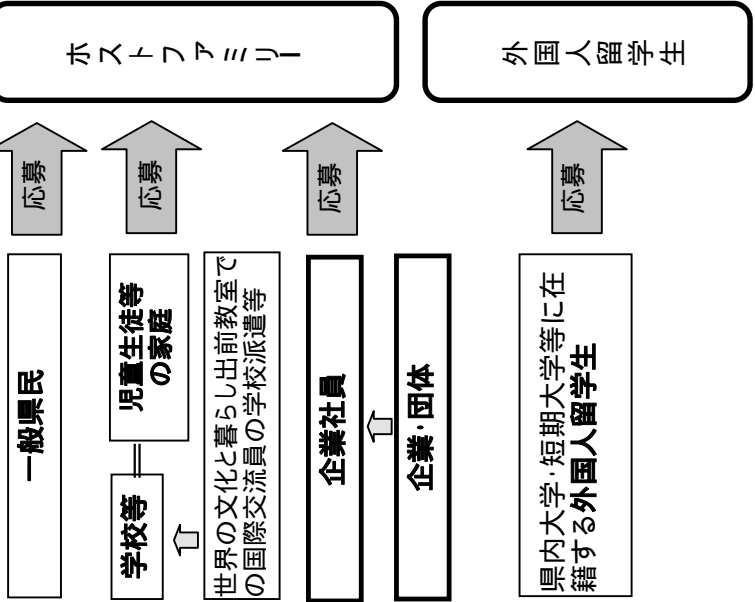 ホストファミリー
外国人留学生
応募
応募
応募
応募
一般県民
児童生徒等
の家庭
学校等
世界の文化と暮らし出前教室で
の国際交流員の学校派遣等
企業社員
企業・団体
県内大学・短期大学等に在
籍する外国人留学生